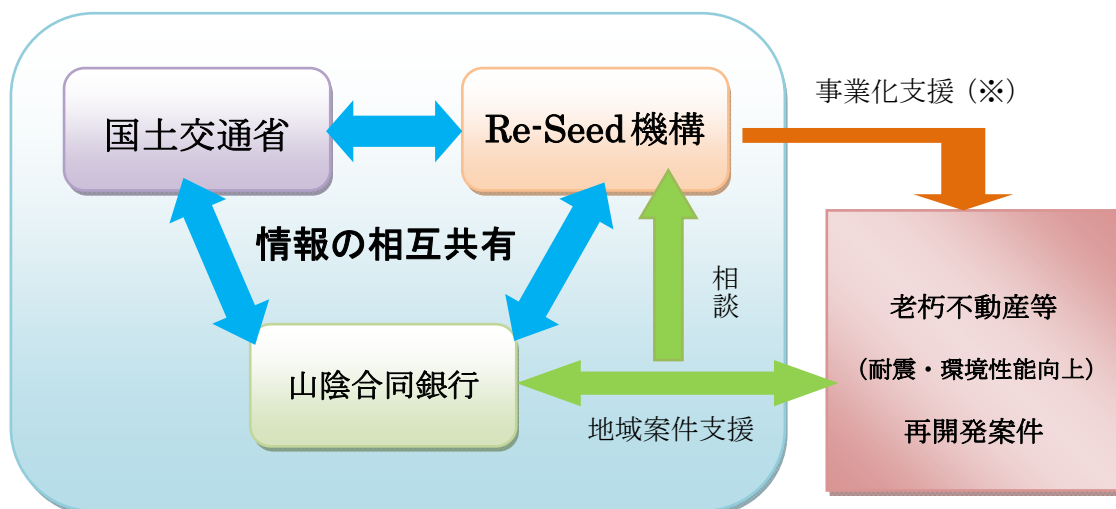 事業化支援（※）
国土交通省
Re-Seed機構
情報の相互共有
相談
老朽不動産等
（耐震・環境性能向上）
再開発案件
山陰合同銀行
地域案件支援